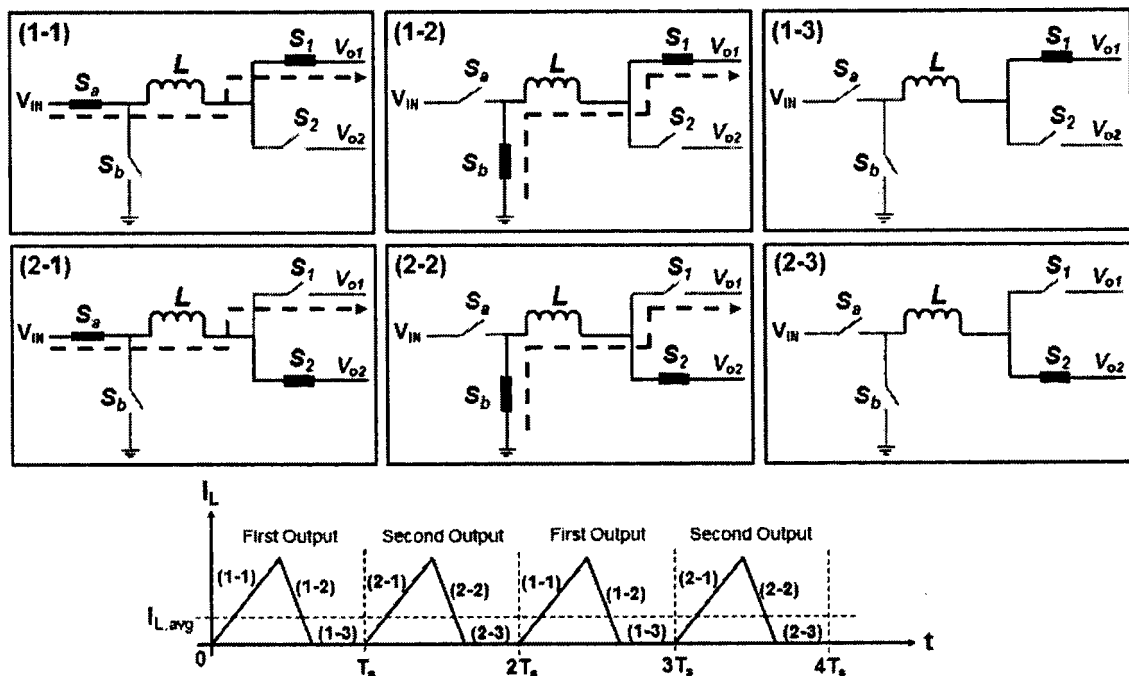 (1-1)
S1
Vo1
L
Sa
VIN
S2
Vo2
Sb
(1-2)
S1
Vo1
L
Sa
VIN
S2
Vo2
Sb
(1-3)
S1
Vo1
L
Sa
VIN
S2
Vo2
Sb
(2-1)
S1
Vo1
L
Sa
VIN
S2
Vo2
Sb
(2-2)
S1
Vo1
L
Sa
VIN
S2
Vo2
Sb
(2-3)
S1
Vo1
L
Sa
VIN
S2
Vo2
Sb
IL
First Output Second Output First Output Second Output
(1-1) (1-2) (2-1) (2-2) (1-1) (1-2) (2-1) (2-2)
IL,avg
(1-3) (2-3) (1-3) (2-3)
0 Ts 2Ts 3Ts 4Ts t